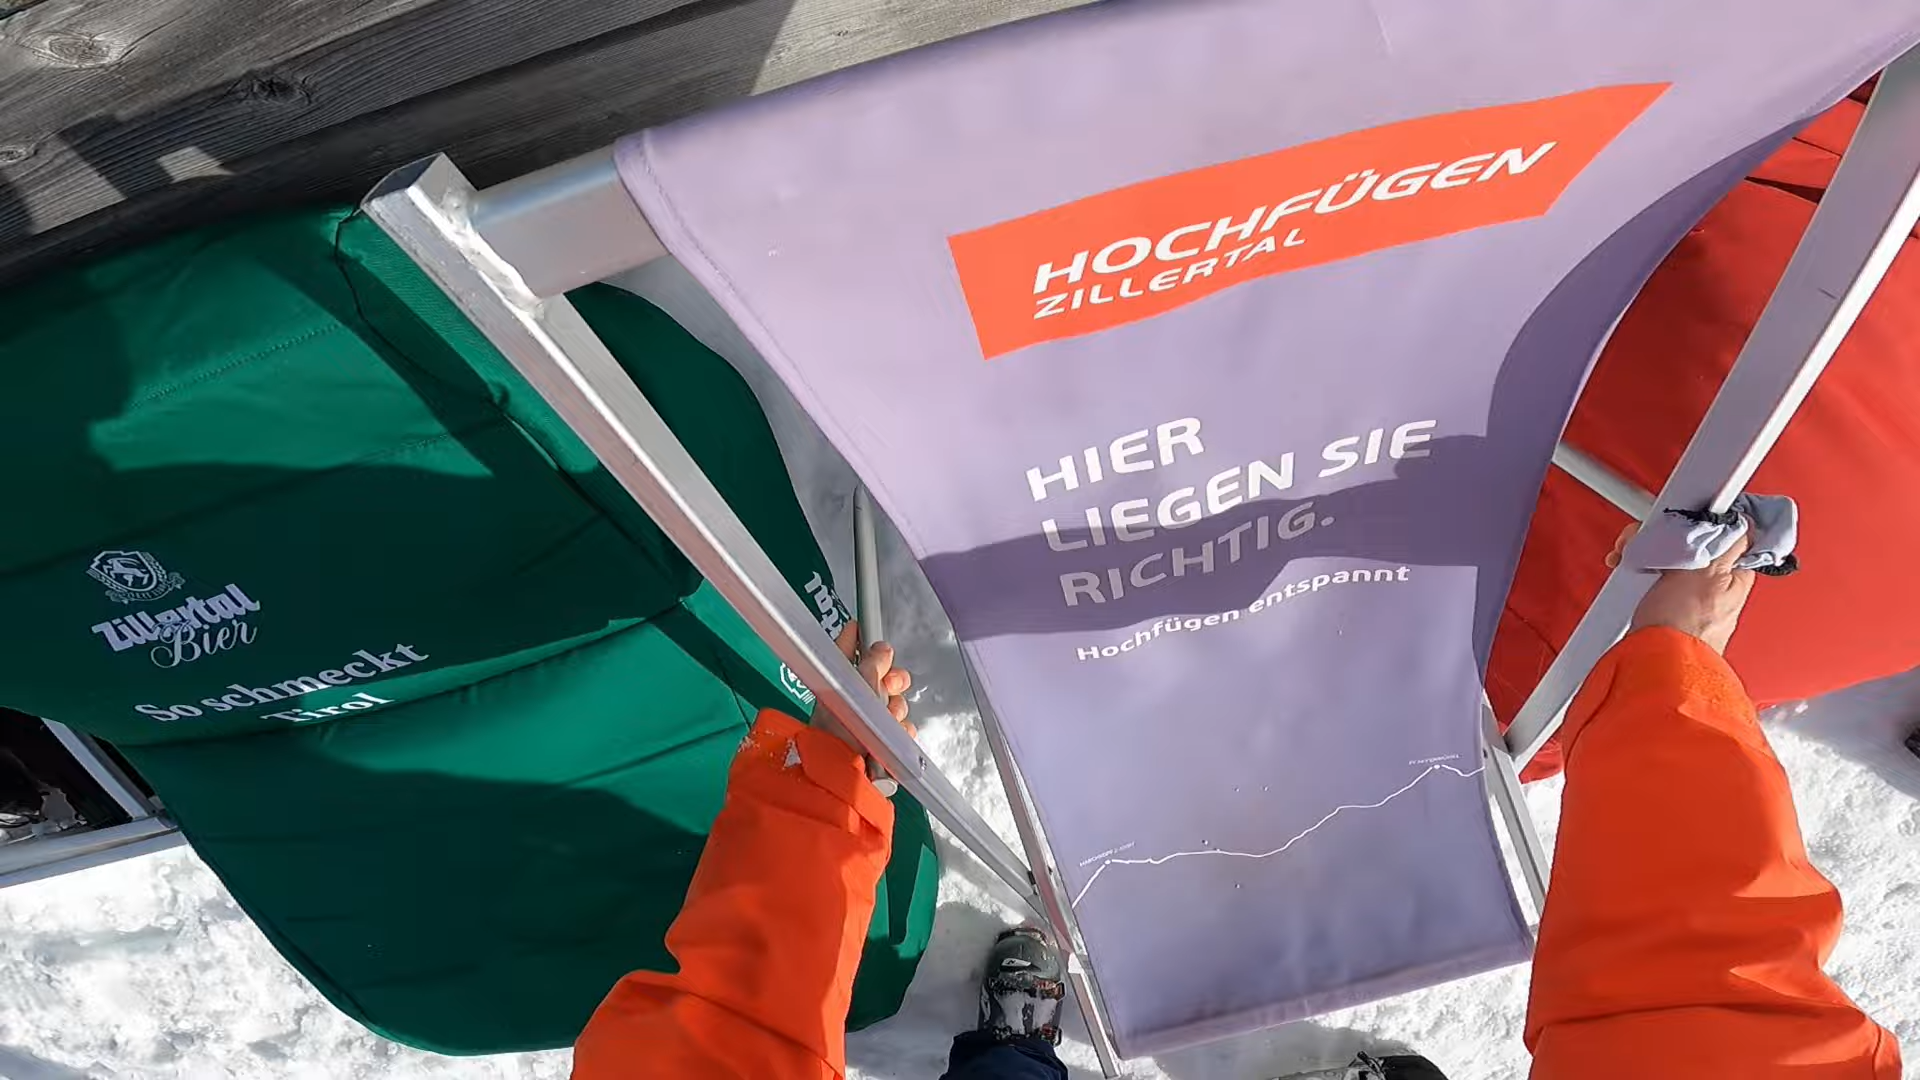 HOCHFÜGEN
ZILLERTAL
HIER
LIEGEN SIE
RICHTIG.
Hochfügen entspannt
Zillertal
Bier
So schmeckt
Tirol